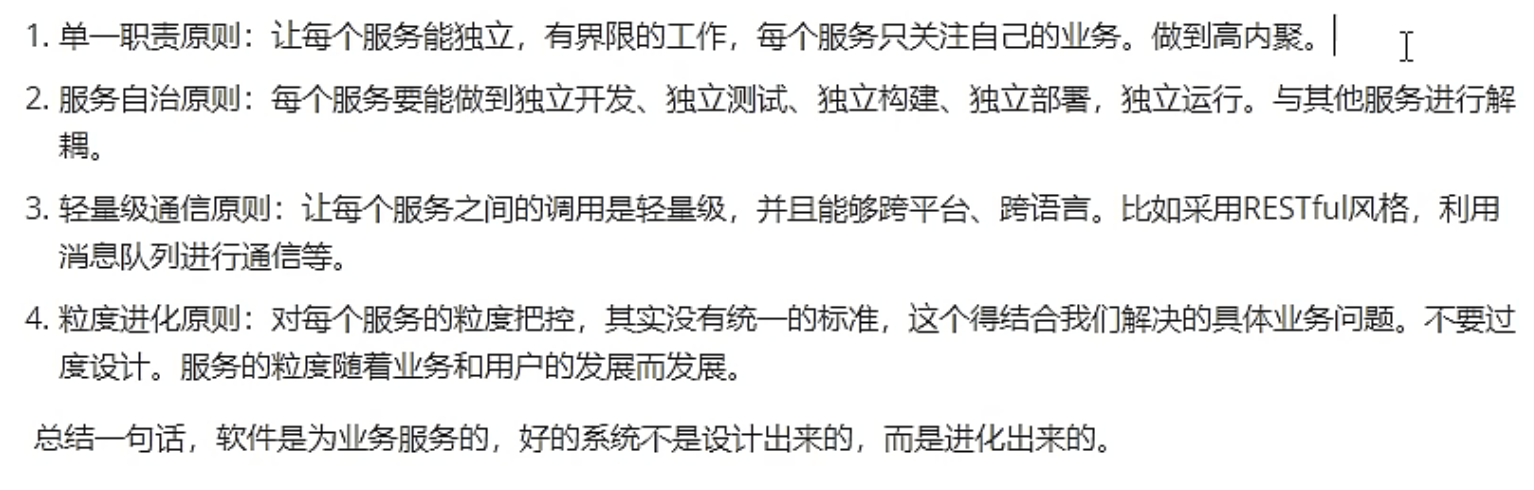 1. 单一职责原则：让每个服务能独立，有界限的工作，每个服务只关注自己的业务。做到高内聚。
2. 服务自治原则：每个服务要能做到独立开发、独立测试、独立构建、独立部署，独立运行。与其他服务进行解
耦。
3. 轻量级通信原则：让每个服务之间的调用是轻量级，并且能够跨平台、跨语言。比如采用RESTful风格，利用
消息队列进行通信等。
4. 粒度进化原则：对每个服务的粒度把控，其实没有统一的标准，这个得结合我们解决的具体业务问题。不要过
度设计。服务的粒度随着业务和用户的发展而发展。
总结一句话，软件是为业务服务的，好的系统不是设计出来的，而是进化出来的。